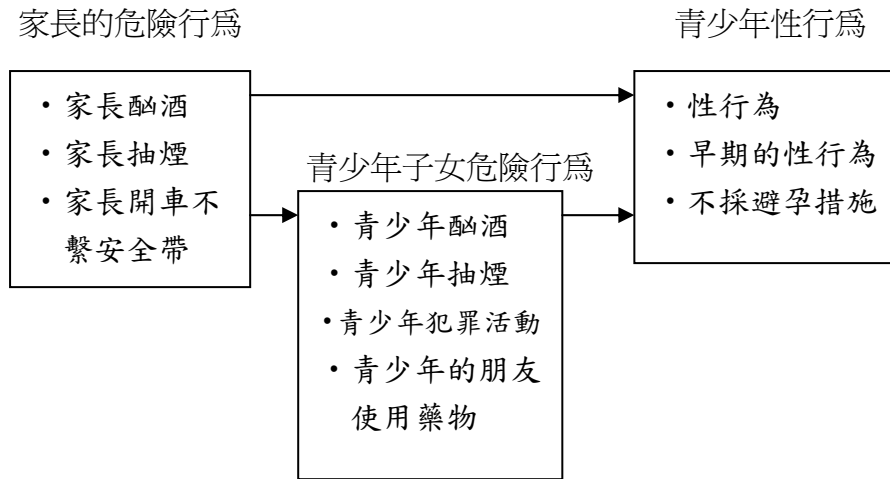 家長的危險行爲
青少年性行爲
・家長酗酒
・家長抽煙
・家長開車不
繫安全帶
・性行為
・早期的性行為
・不採避孕措施
青少年子女危險行爲
・青少年酗酒
・青少年抽煙
・青少年犯罪活動
・青少年的朋友
使用藥物